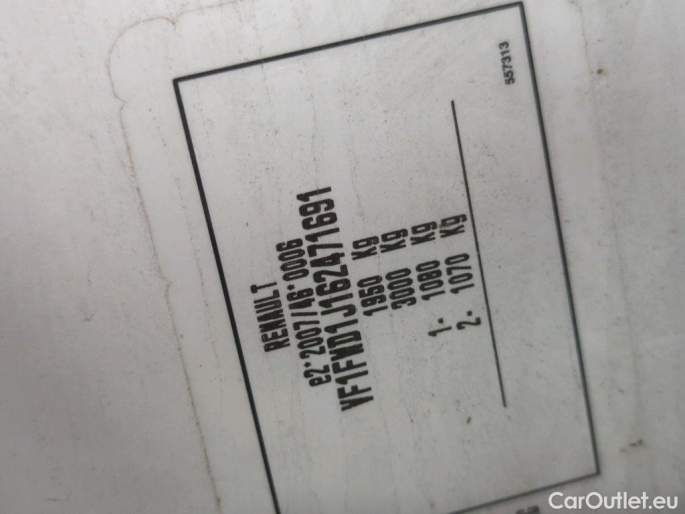 RENAULT
e2*2007/46*0006
VF1FWD1J162471691
1950 Kg
3000 Kg
1- 1080 Kg
2- 1070 Kg
557313
CarOutlet.eu